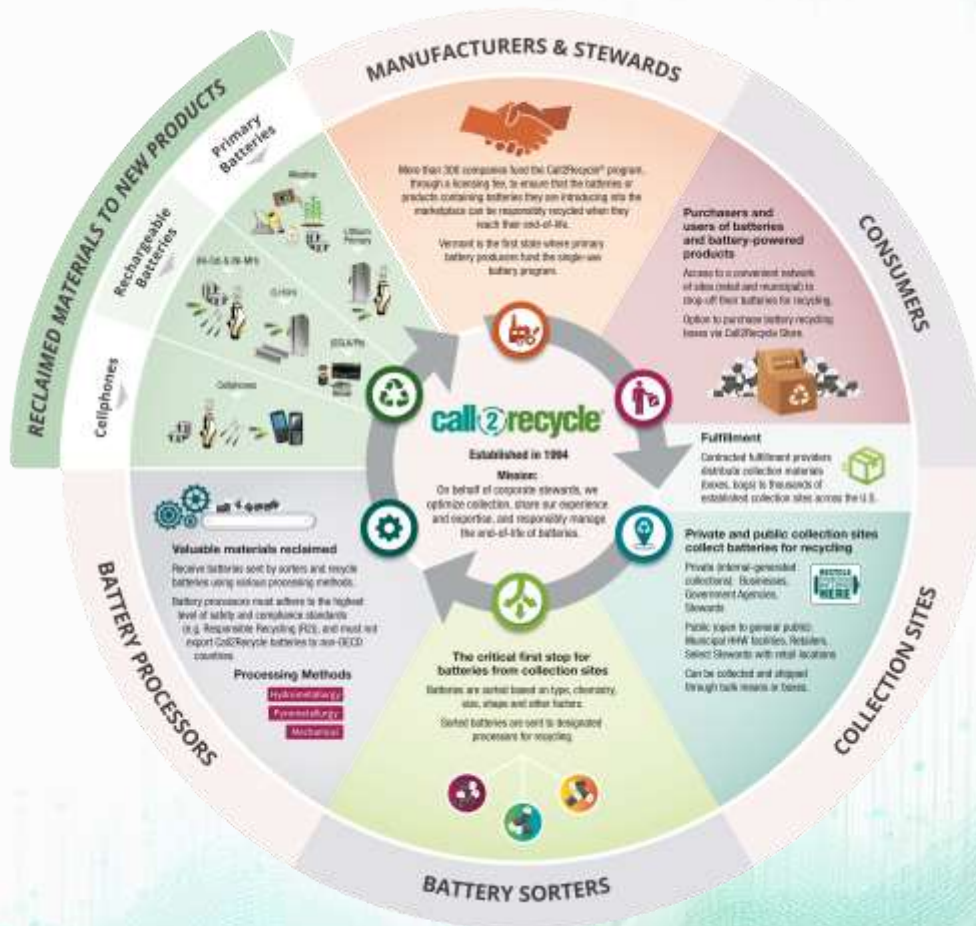 MANUFACTURERS & STEWARDS
More than 300 companies fund the Call2Recycle® program,
through a licensing fee, to ensure that the batteries or
products containing batteries they are introducing into the
marketplace can be responsibly recycled when they
reach their end-of-life.
Vermont is the first state where primary
battery producers fund the single-use
battery program.
CONSUMERS
Purchasers and
users of batteries
and battery-powered
products
Access to a convenient network
of sites (retail and municipal) to
drop off their batteries for recycling.
Option to purchase battery recycling
boxes via Call2Recycle Store.
Fulfillment
Contracted fulfillment providers
distribute collection materials
(boxes, bags) to thousands of
established collection sites across the U.S.
COLLECTION SITES
Private and public collection sites
collect batteries for recycling
Private (internal-generated
collections): Businesses,
Government Agencies,
Stewards
RECYCLE
HERE
Public (open to general public):
Municipal HHW facilities, Retailers,
Select Stewards with retail locations
Can be collected and shipped
through bulk means or boxes.
BATTERY SORTERS
The critical first stop for
batteries from collection sites
Batteries are sorted based on type, chemistry,
size, shape and other factors.
Sorted batteries are sent to designated
processors for recycling.
BATTERY PROCESSORS
Valuable materials reclaimed
Receive batteries sent by sorters and recycle
batteries using various processing methods.
Battery processors must adhere to the highest
level of safety and compliance standards
(e.g. Responsible Recycling (R2)), and must not
export Call2Recycle batteries to non-OECD
countries
Processing Methods
Hydrometallurgy
Pyrometallurgy
Mechanical
RECLAIMED MATERIALS TO NEW PRODUCTS
Primary
Batteries
Rechargeable
Batteries
Cellphones
Alkaline
Lithium
Primary
(Ni-Cd & Ni-MH)
(Li-Ion)
(SSLA/Pb)
Cellphones
call2recycle®
Established in 1994
Mission:
On behalf of corporate stewards, we
optimize collection, share our experience
and expertise, and responsibly manage
the end-of-life of batteries.